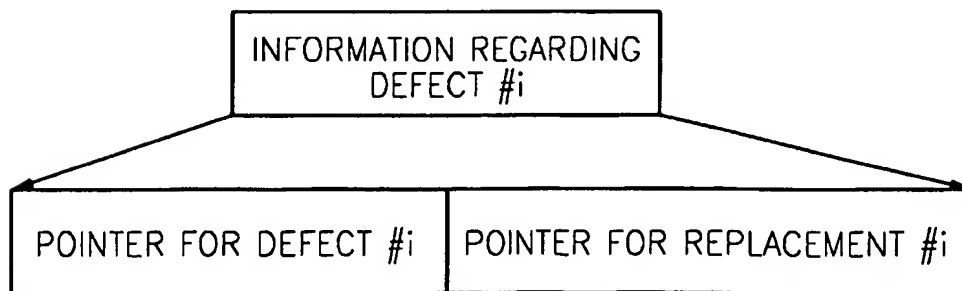 INFORMATION REGARDING
DEFECT #i
POINTER FOR DEFECT #i
POINTER FOR REPLACEMENT #i